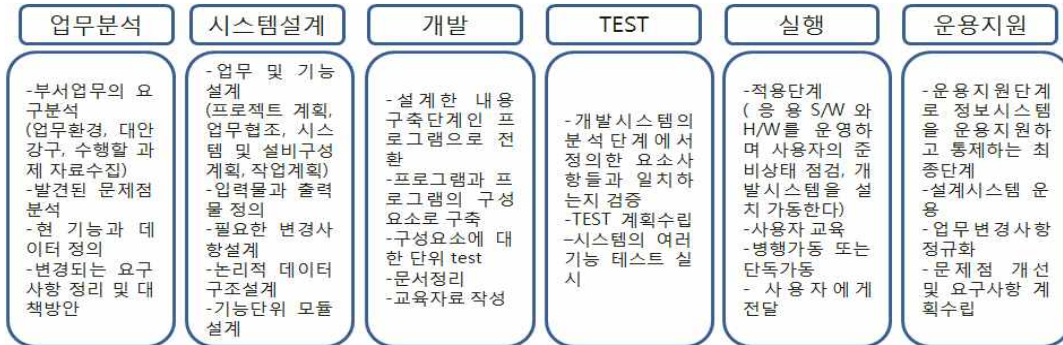 업무분석
-부서업무의 요
구분석
(업무환경, 대안
강구, 수행할 과
제 자료수집)
-발견된 문제점
분석
-현 기능과 데
이터 정의
-변경되는 요구
사항 정리 및 대
책방안
시스템설계
-업무 및 기능
설계
(프로젝트 계획,
업무협조, 시스
템 및 설비구성
계획, 작업계획)
-입력물과 출력
물 정의
-필요한 변경사
항설계
-논리적 데이터
구조설계
-기능단위 모듈
설계
개발
-설계한 내용
구축단계인 프
로그램으로 전
환
-프로그램과 프
로그램의 구성
요소로 구축
-구성요소에 대
한 단위 test
-문서정리
-교육자료 작성
TEST
-개발시스템의
분석단계에서
정의한 요소사
항들과 일치하
는지 검증
-TEST 계획수립
–시스템의 여러
기능 테스트 실
시
실행
-적용단계
( 응용 S/W 와
H/W를 운영하
며 사용자의 준
비상태 점검, 개
발시스템을 설
치 가동한다)
-사용자 교육
-병행가동 또는
단독가동
- 사용자에게
전달
운용지원
-운용지원단계
로 정보시스템
을 운용지원하
고 통제하는 최
종단계
-설계시스템 운
용
-업무변경사항
정규화
-문제점 개선
및 요구사항 계
획수립